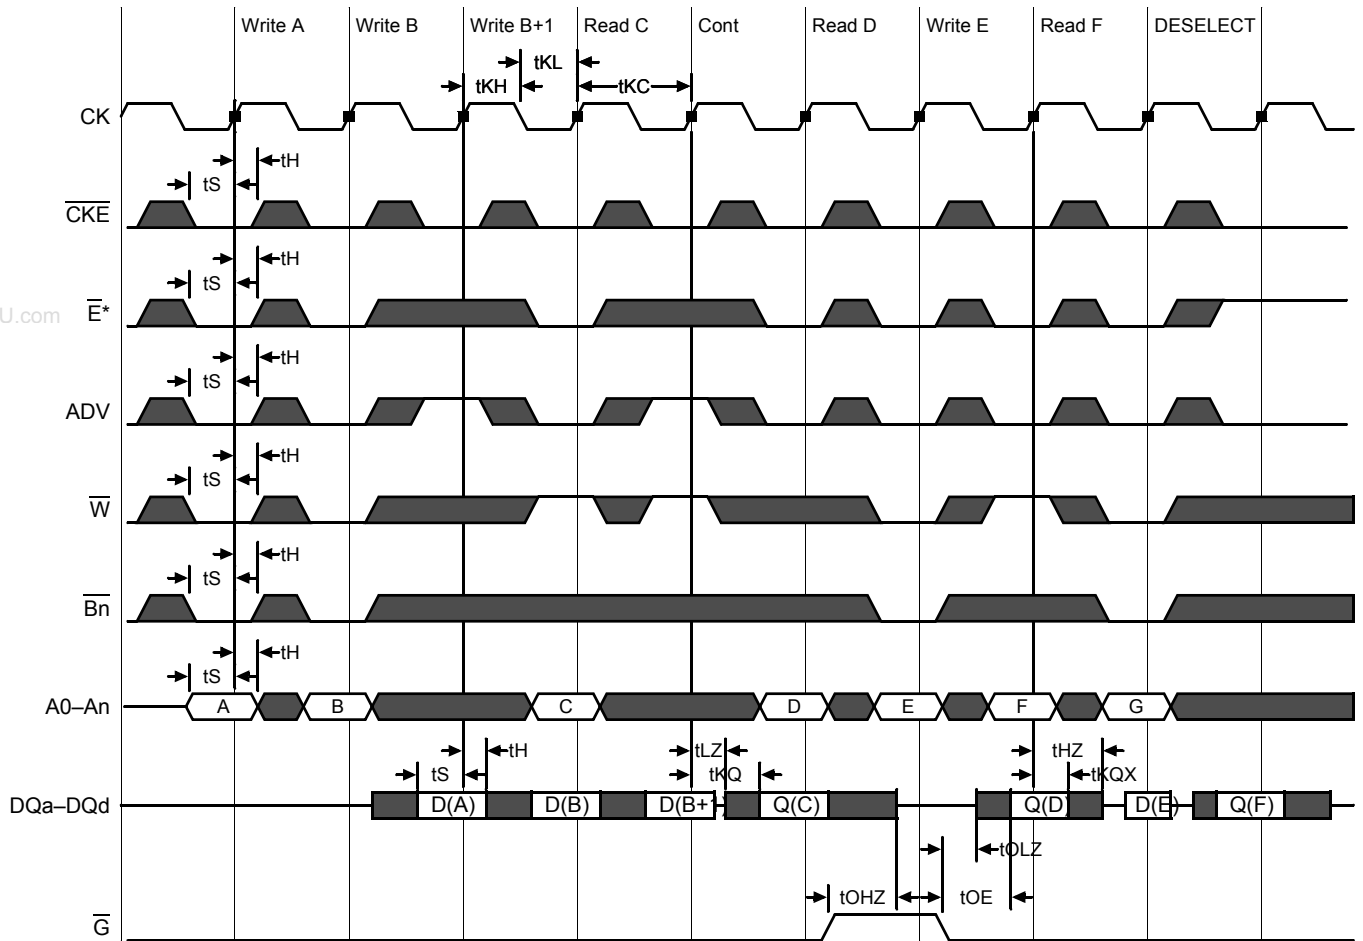 Write A Write B Write B+1 Read C Cont Read D Write E Read F DESELECT
tKL
tKH tKC
CK
tH
tS
CKE
tH
tS
U.com E*
tH
tS
ADV
tH
tS
W
tH
tS
Bn
tH
tS
A0–An A B C D E F G
tH tLZ tHZ
tS tKQ tKQX
DQa–DQd D(A) D(B) D(B+1) Q(C) Q(D) D(E) Q(F)
tOLZ
tOHZ tOE
G